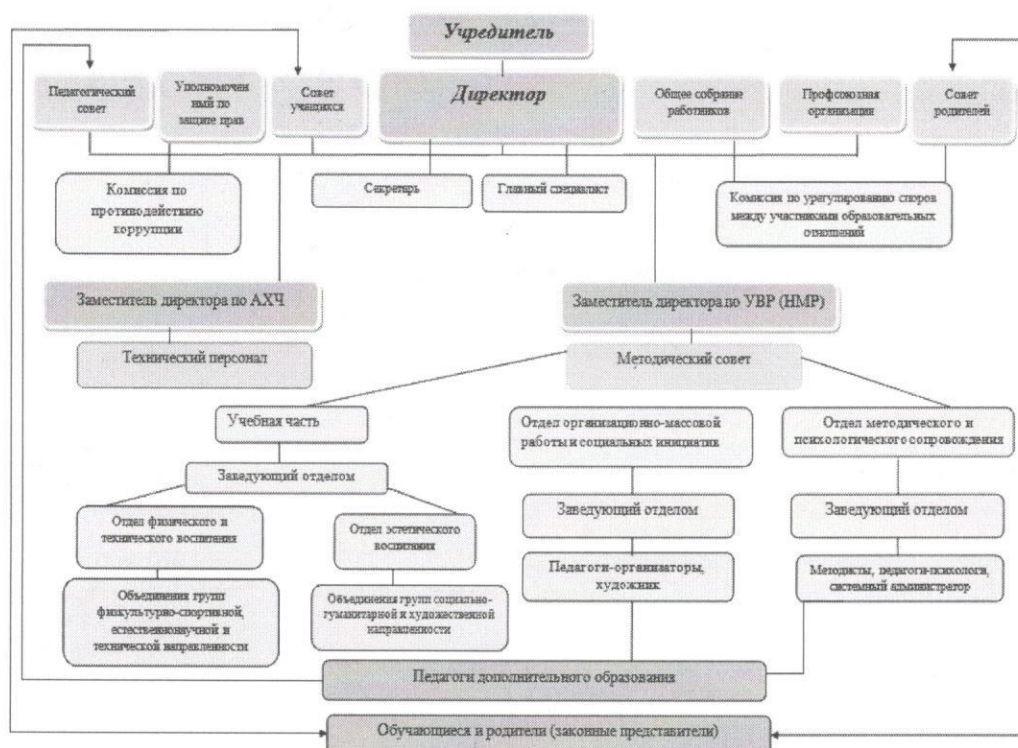 Учредитель
Педагогический
совет
Уполномочен
ный по
защите прав
Совет
учащихся
Директор
Общее собрание
работников
Профсоюзная
организация
Совет
родителей
Комиссия по
противодействию
коррупции
Секретарь
Главный специалист
Комиссия по урегулированию споров
между участниками образовательных
отношений
Заместитель директора по АХЧ
Заместитель директора по УВР (НМР)
Технический персонал
Методический совет
Учебная часть
Отдел организационно-массовой
работы и социальных инициатив
Отдел методического и
психологического сопровождения
Заведующий отделом
Заведующий отделом
Заведующий отделом
Отдел физического и
технического воспитания
Отдел эстетического
воспитания
Педагоги-организаторы,
художник
Методисты, педагоги-психологи,
системный администратор
Объединения групп
физкультурно-спортивной,
естественнонаучной и
технической направленности
Объединения групп социально-
гуманитарной и художественной
направленности
Педагоги дополнительного образования
Обучающиеся и родители (законные представители)